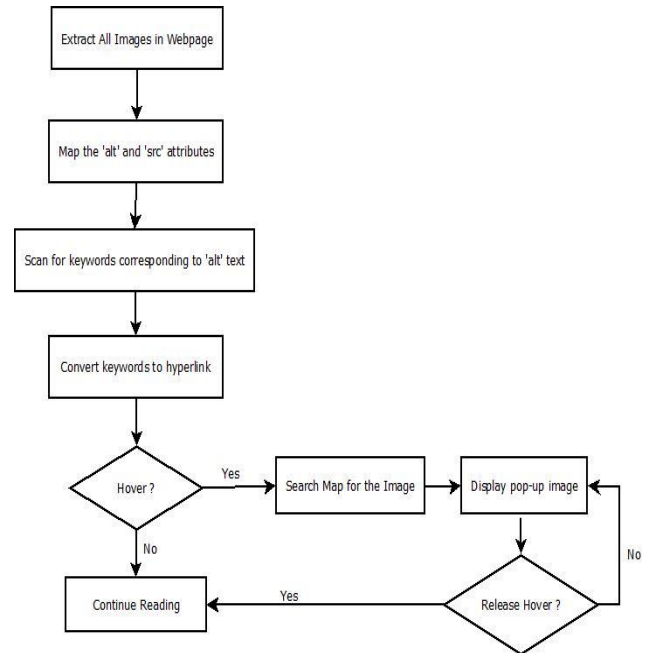 Extract All Images in Webpage
Map the 'alt' and 'src' attributes
Scan for keywords corresponding to 'alt' text
Convert keywords to hyperlink
Hover ?
Yes
Search Map for the Image
Display pop-up image
No
No
Continue Reading
Yes
Release Hover ?